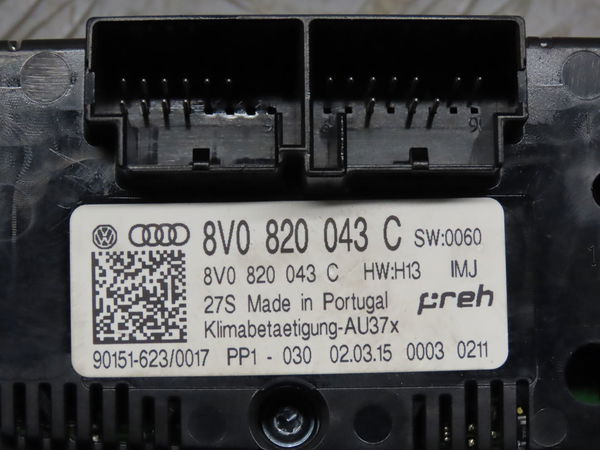 8V0 820 043 C SW:0060
8V0 820 043 C HW:H13 IMJ
27S Made in Portugal preh
Klimabetaetigung-AU37x
90151-623/0017 PP1 - 030 02.03.15 0003 0211